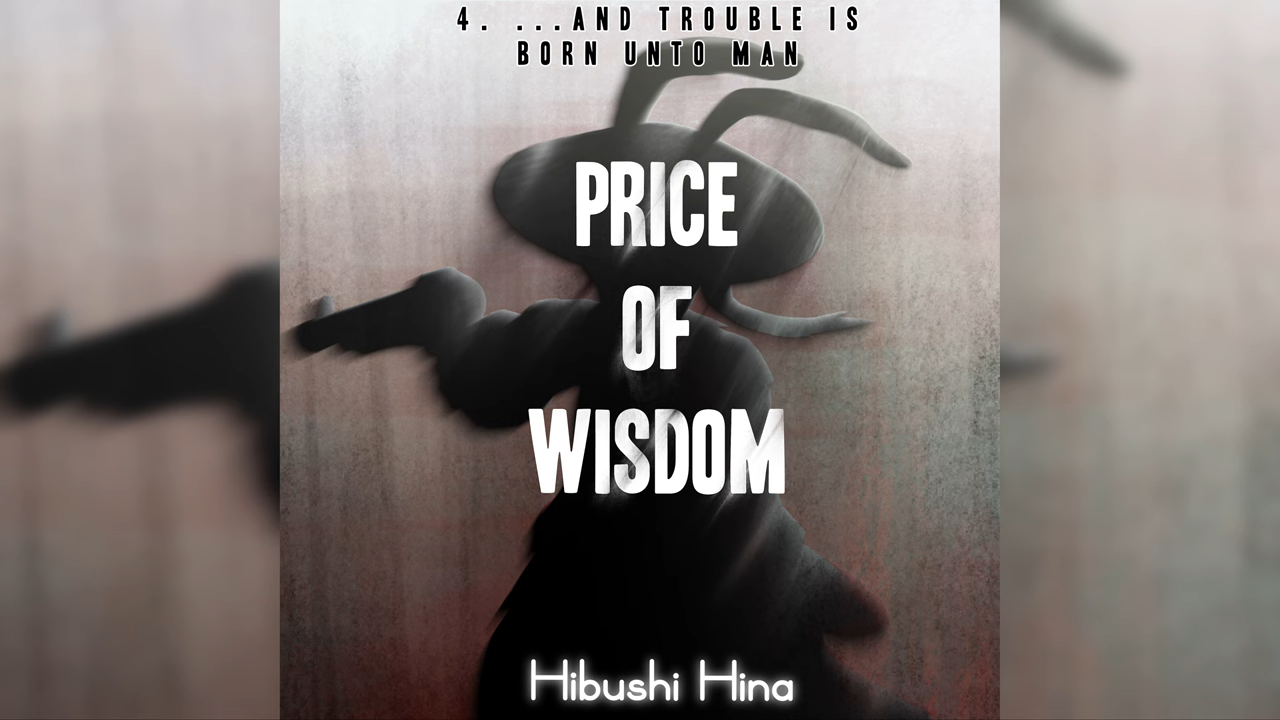 4. ...AND TROUBLE IS
BORN UNTO MAN
PRICE
OF
WISDOM
Hibushi Hina